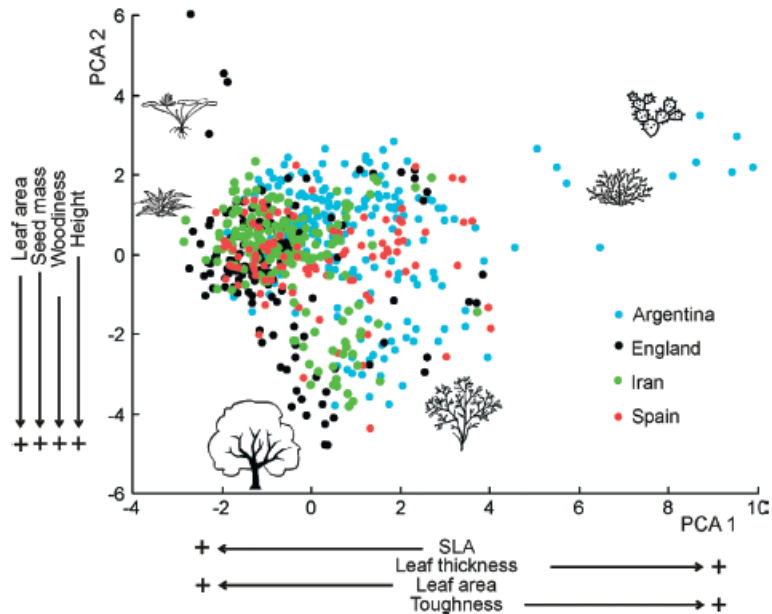 PCA 2
6
4
2
0
-2
-4
-6
-4
-2
0
2
4
6
8
10
PCA 1
Leaf area
Seed mass
Woodiness
Height
+ + + +
Argentina
England
Iran
Spain
+ SLA
Leaf thickness +
+ Leaf area
Toughness +